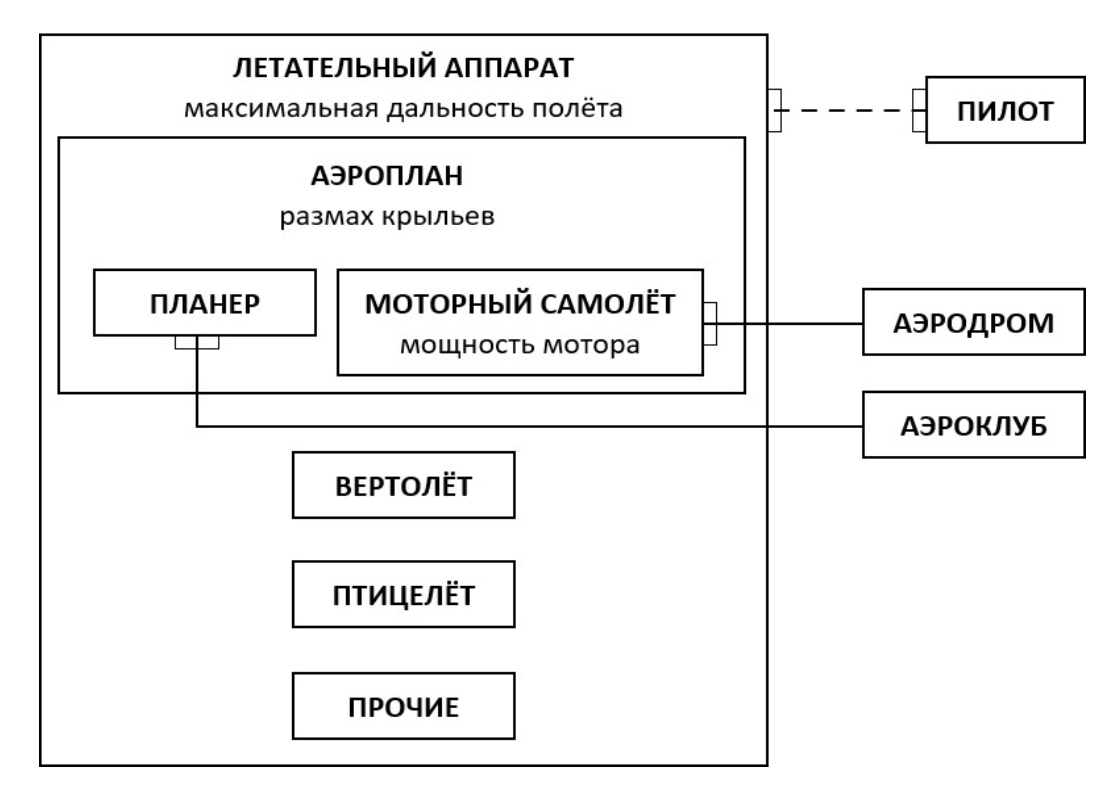 ЛЕТАТЕЛЬНЫЙ АППАРАТ
максимальная дальность полёта
ПИЛОТ
АЭРОПЛАН
размах крыльев
ПЛАНЕР
МОТОРНЫЙ САМОЛЁТ
мощность мотора
АЭРОДРОМ
АЭРОКЛУБ
ВЕРТОЛЁТ
ПТИЦЕЛЁТ
ПРОЧИЕ